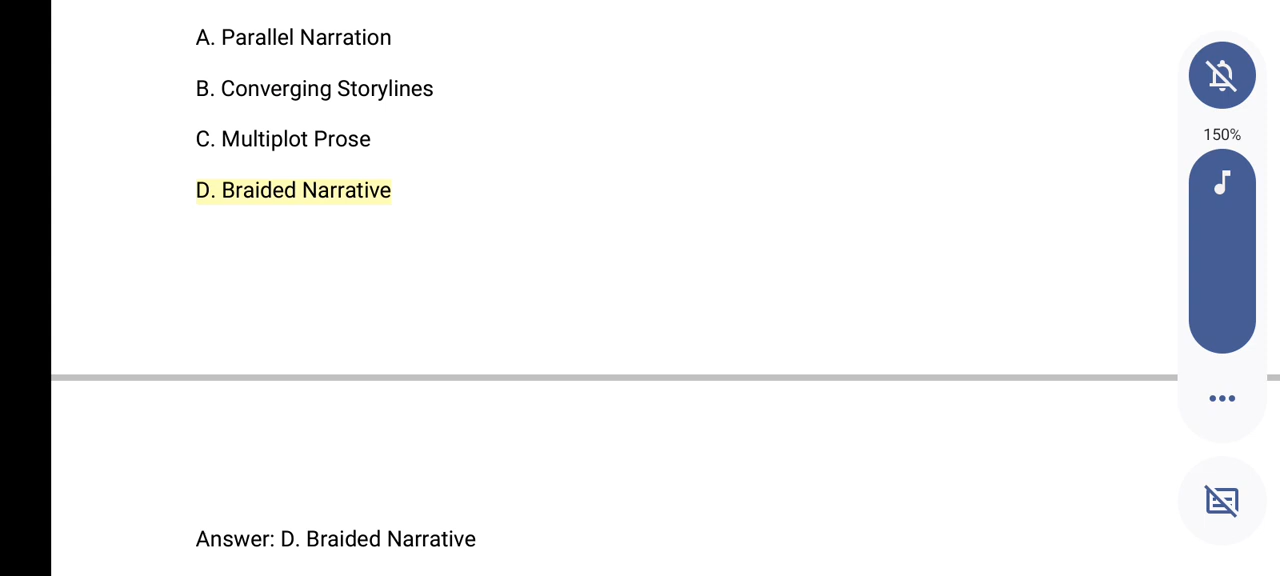 A. Parallel Narration
B. Converging Storylines
C. Multiplot Prose
D. Braided Narrative
150%
Answer: D. Braided Narrative